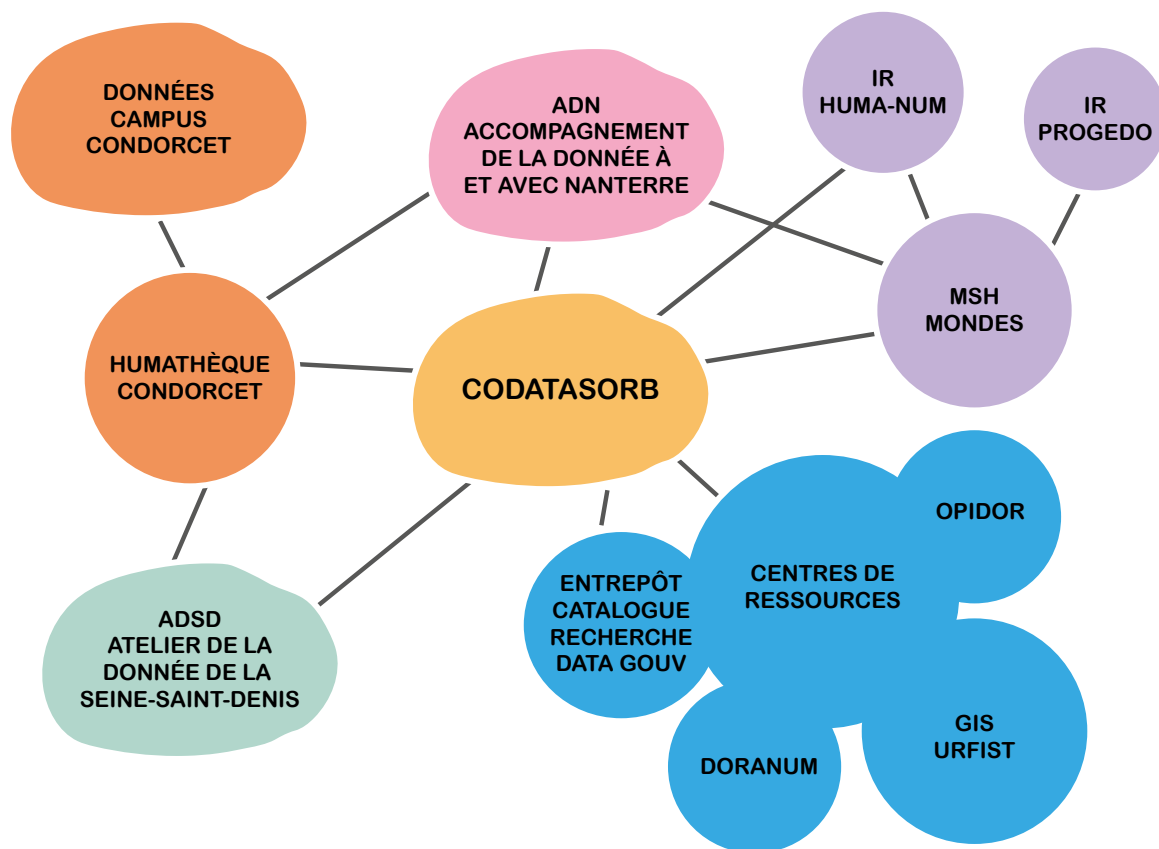 DONNÉES
CAMPUS
CONDORCET
ADN
ACCOMPAGNEMENT
DE LA DONNÉE À
ET AVEC NANTERRE
IR
HUMA-NUM
IR
PROGEDO
HUMATHÈQUE
CONDORCET
CODATASORB
MSH
MONDES
ADSD
ATELIER DE LA
DONNÉE DE LA
SEINE-SAINT-DENIS
ENTREPÔT
CATALOGUE
RECHERCHE
DATA GOUV
CENTRES DE
RESSOURCES
OPIDOR
DORANUM
GIS
URFIST